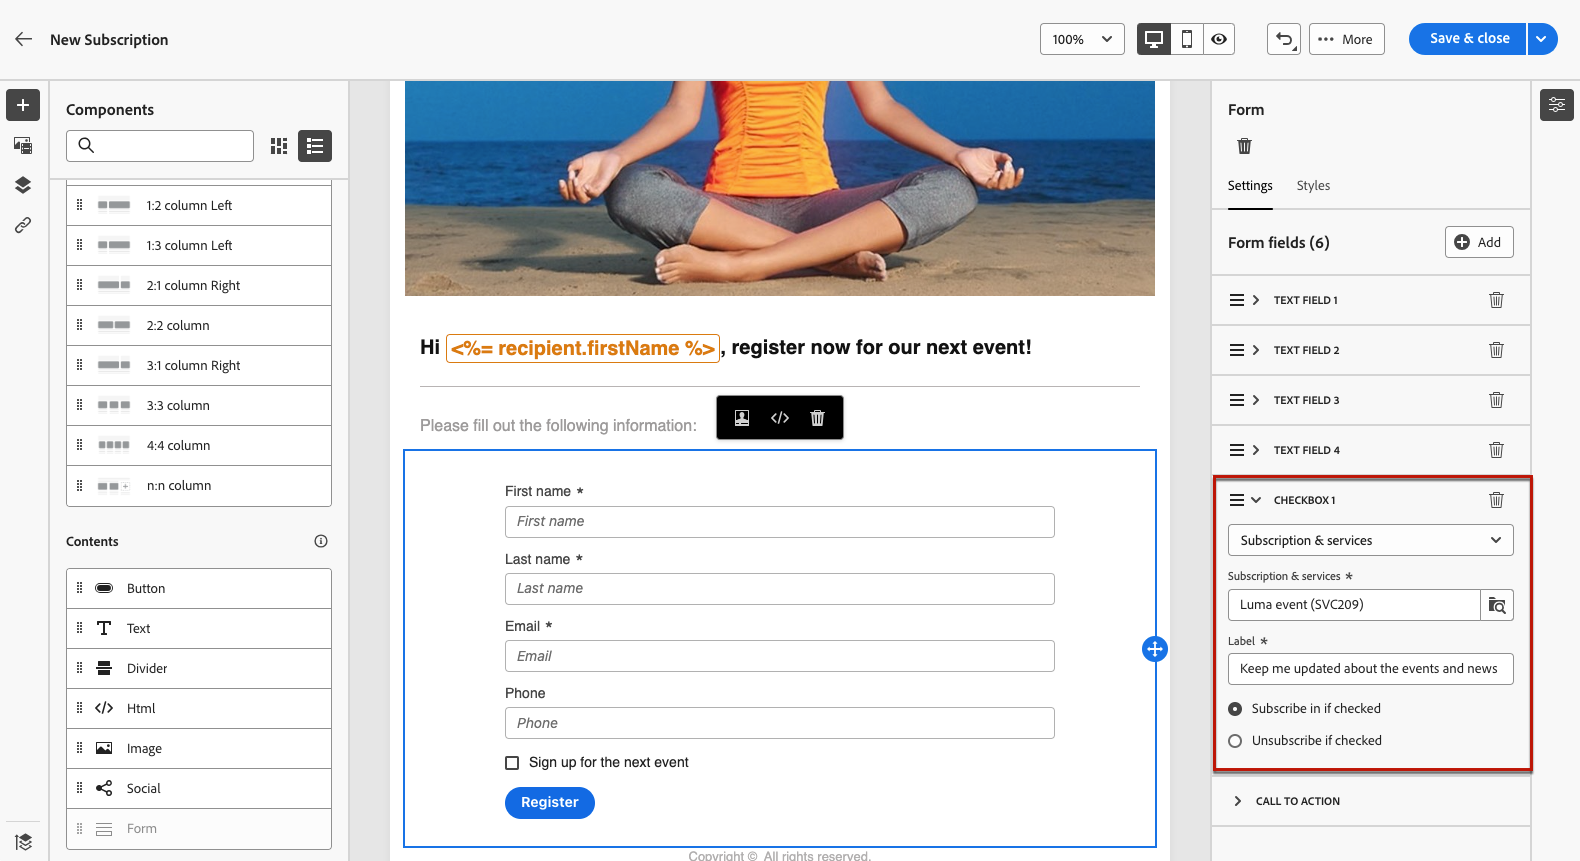 New Subscription
100%
More
Save & close
Components
1:2 column Left
1:3 column Left
2:1 column Right
2:2 column
3:1 column Right
3:3 column
4:4 column
n:n column
Contents
Button
Text
Divider
Html
Image
Social
Form
Hi <%= recipient.firstName %>, register now for our next event!
Please fill out the following information:
First name *
First name
Last name *
Last name
Email *
Email
Phone
Phone
Sign up for the next event
Register
Copyright © All rights reserved.
Form
Settings
Styles
Form fields (6)
Add
TEXT FIELD 1
TEXT FIELD 2
TEXT FIELD 3
TEXT FIELD 4
CHECKBOX 1
Subscription & services
Subscription & services *
Luma event (SVC209)
Label *
Keep me updated about the events and news
Subscribe in if checked
Unsubscribe if checked
CALL TO ACTION